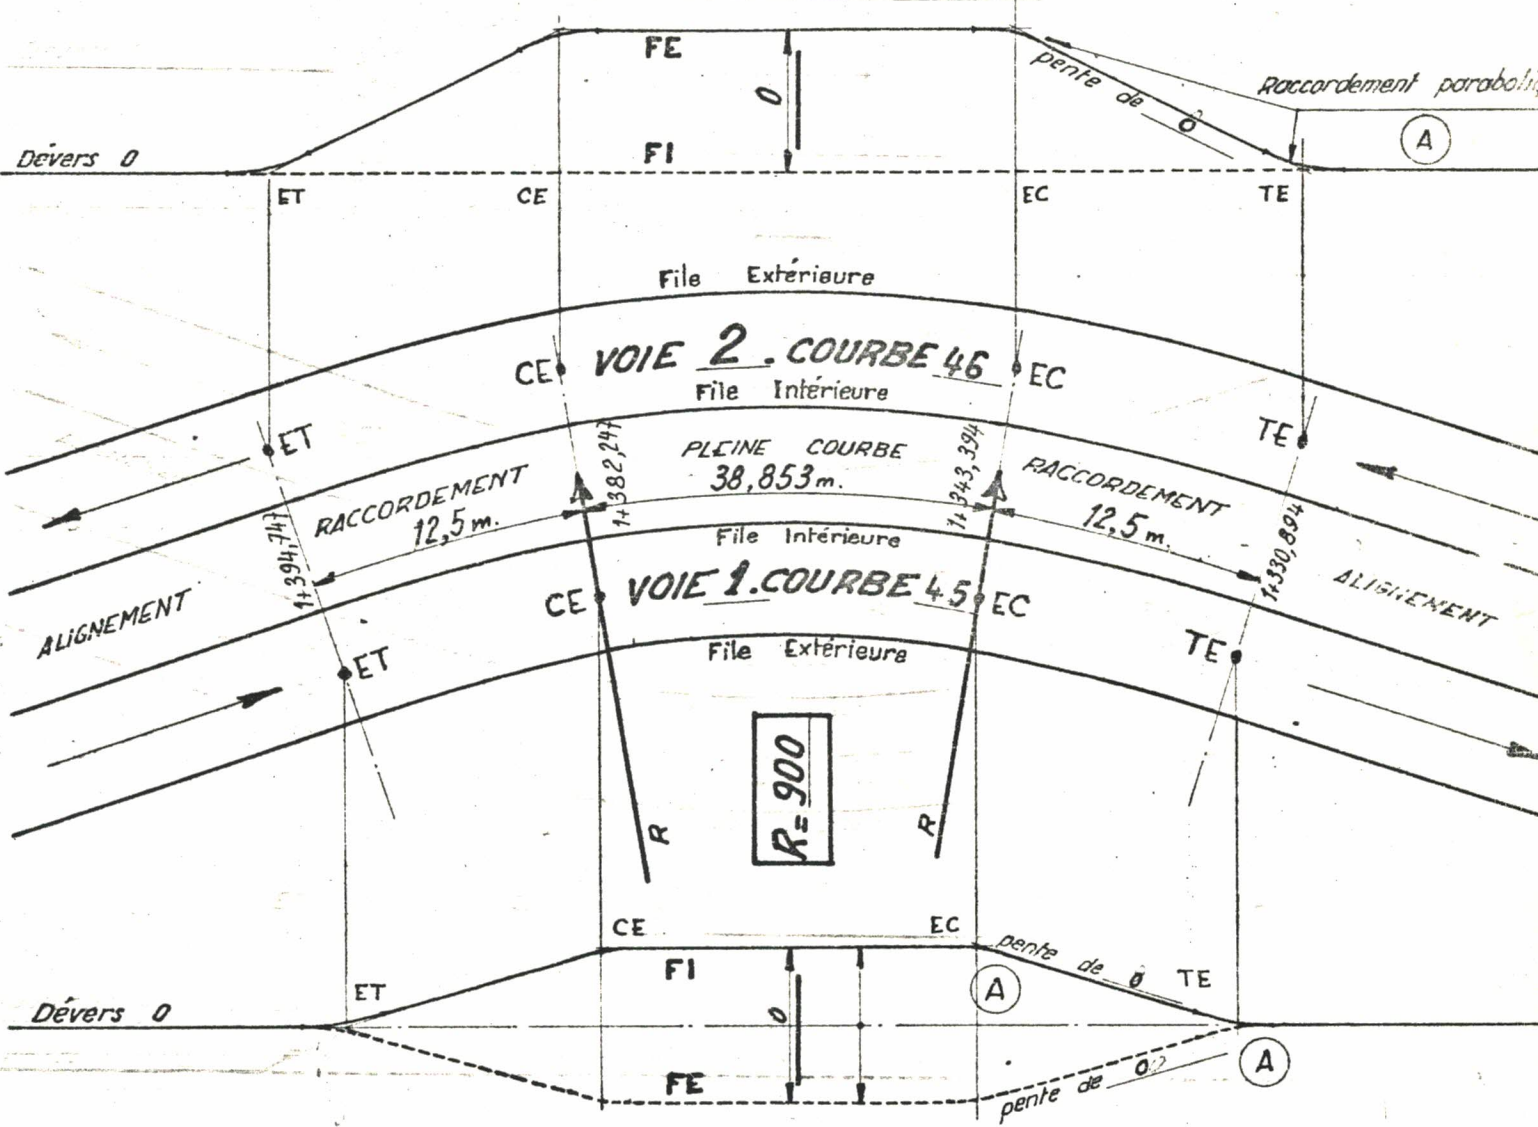 FE
pente de 0
0
Raccordement
A
Dévers 0
FI
ET
CE
EC
TE
File Extérieure
VOIE 2. COURBE 46
CE
EC
File Intérieure
ET
TE
PLEINE COURBE
38,853 m.
1+382,247
1+343,394
RACCORDEMENT
12,5 m.
RACCORDEMENT
12,5 m.
1+394,747
1+330,894
File Intérieure
VOIE 1. COURBE 45
CE
EC
ALIGNEMENT
ALIGNEMENT
File Extérieure
ET
TE
R = 900
R
R
CE
EC
pente de 0
FI
ET
TE
A
Dévers 0
0
FE
pente de 0
A